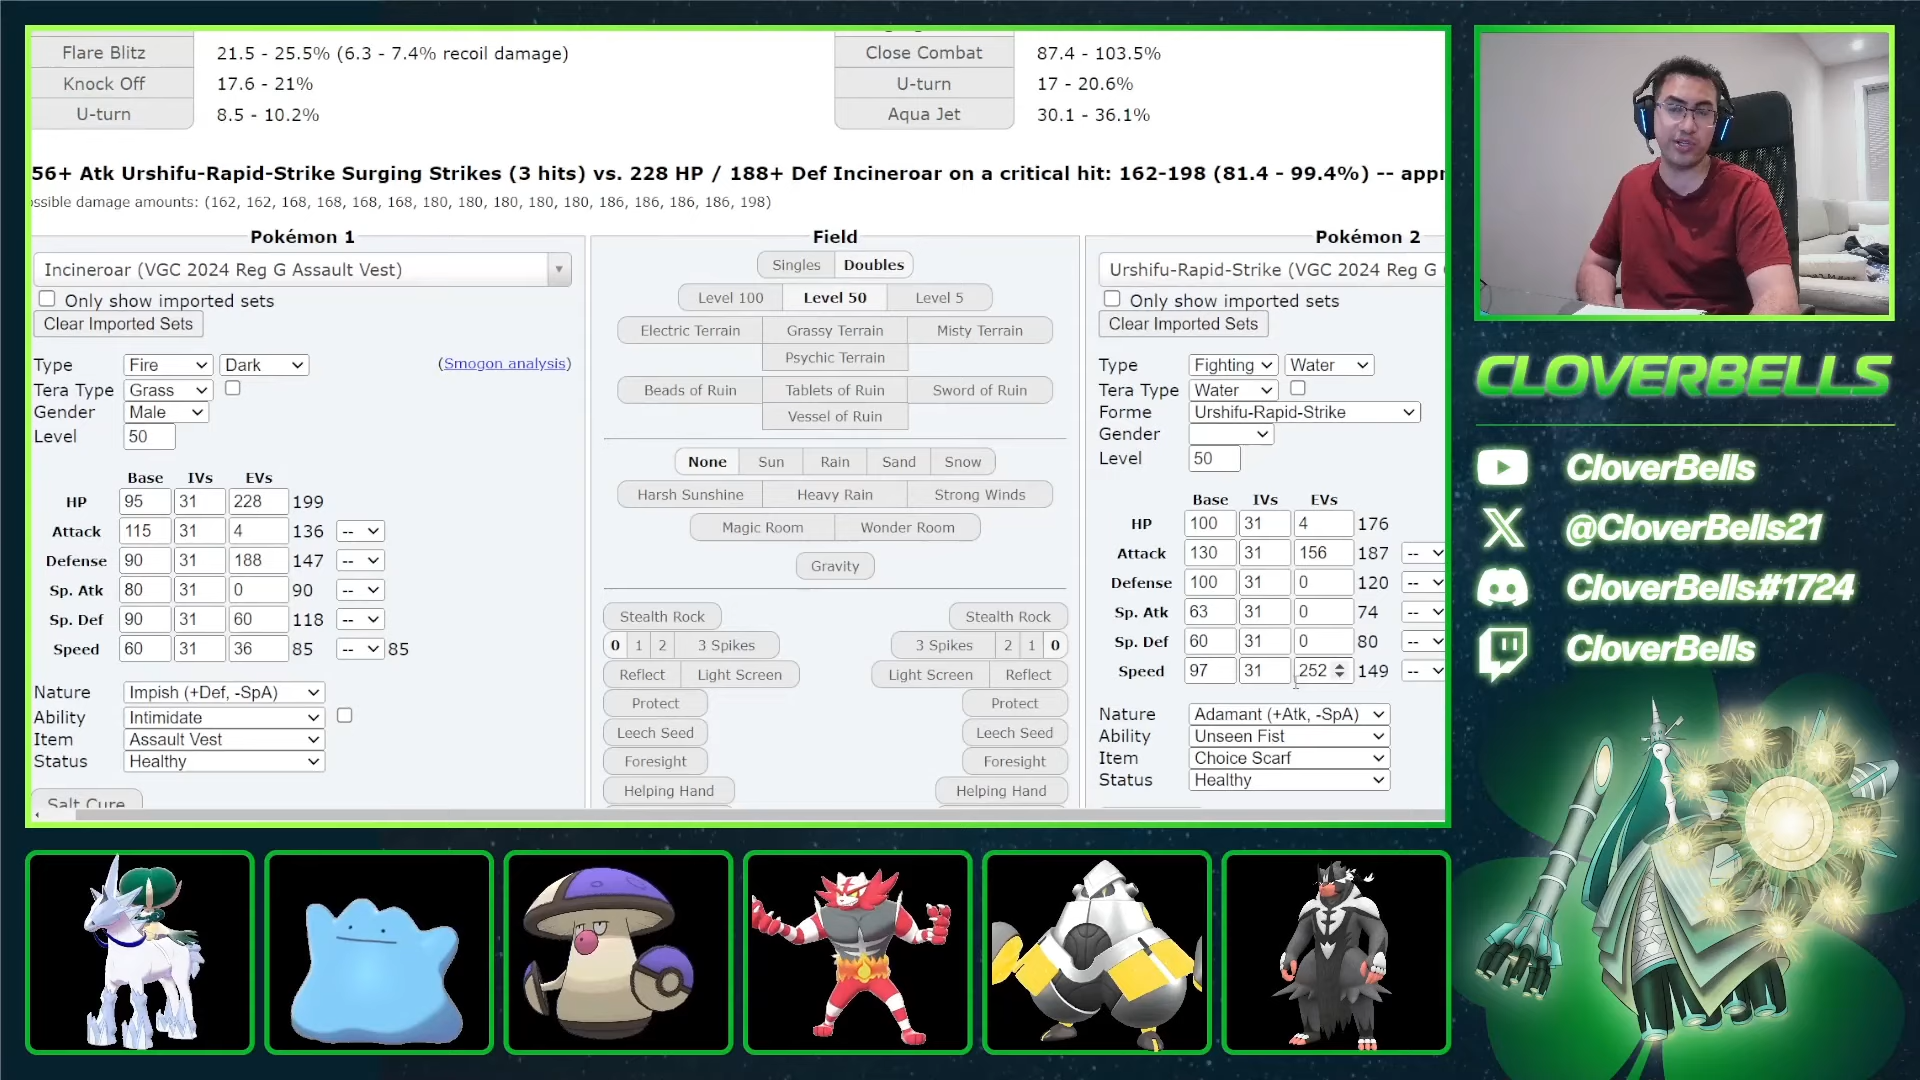 Flare Blitz 21.5 - 25.5% (6.3 - 7.4% recoil damage)
Knock Off 17.6 - 21%
U-turn 8.5 - 10.2%
Close Combat 87.4 - 103.5%
U-turn 17 - 20.6%
Aqua Jet 30.1 - 36.1%
56+ Atk Urshifu-Rapid-Strike Surging Strikes (3 hits) vs. 228 HP / 188+ Def Incineroar on a critical hit: 162-198 (81.4 - 99.4%) -- appr
ossible damage amounts: (162, 162, 168, 168, 168, 168, 180, 180, 180, 180, 180, 186, 186, 186, 186, 198)
Pokémon 1
Incineroar (VGC 2024 Reg G Assault Vest)
Only show imported sets
Clear Imported Sets
Type Fire Dark (Smogon analysis)
Tera Type Grass
Gender Male
Level 50
Base IVs EVs
HP 95 31 228 199
Attack 115 31 4 136 --
Defense 90 31 188 147 --
Sp. Atk 80 31 0 90 --
Sp. Def 90 31 60 118 --
Speed 60 31 36 85 -- 85
Nature Impish (+Def, -SpA)
Ability Intimidate
Item Assault Vest
Status Healthy
Salt Cure
Field
Singles Doubles
Level 100 Level 50 Level 5
Electric Terrain Grassy Terrain Misty Terrain
Psychic Terrain
Beads of Ruin Tablets of Ruin Sword of Ruin
Vessel of Ruin
None Sun Rain Sand Snow
Harsh Sunshine Heavy Rain Strong Winds
Magic Room Wonder Room
Gravity
Stealth Rock Stealth Rock
0 1 2 3 Spikes 3 Spikes 2 1 0
Reflect Light Screen Light Screen Reflect
Protect Protect
Leech Seed Leech Seed
Foresight Foresight
Helping Hand Helping Hand
Pokémon 2
Urshifu-Rapid-Strike (VGC 2024 Reg G
Only show imported sets
Clear Imported Sets
Type Fighting Water
Tera Type Water
Forme Urshifu-Rapid-Strike
Gender
Level 50
Base IVs EVs
HP 100 31 4 176
Attack 130 31 156 187 --
Defense 100 31 0 120 --
Sp. Atk 63 31 0 74 --
Sp. Def 60 31 0 80 --
Speed 97 31 252 149 --
Nature Adamant (+Atk, -SpA)
Ability Unseen Fist
Item Choice Scarf
Status Healthy
CLOVERBELLS
CloverBells
@CloverBells21
CloverBells#1724
CloverBells